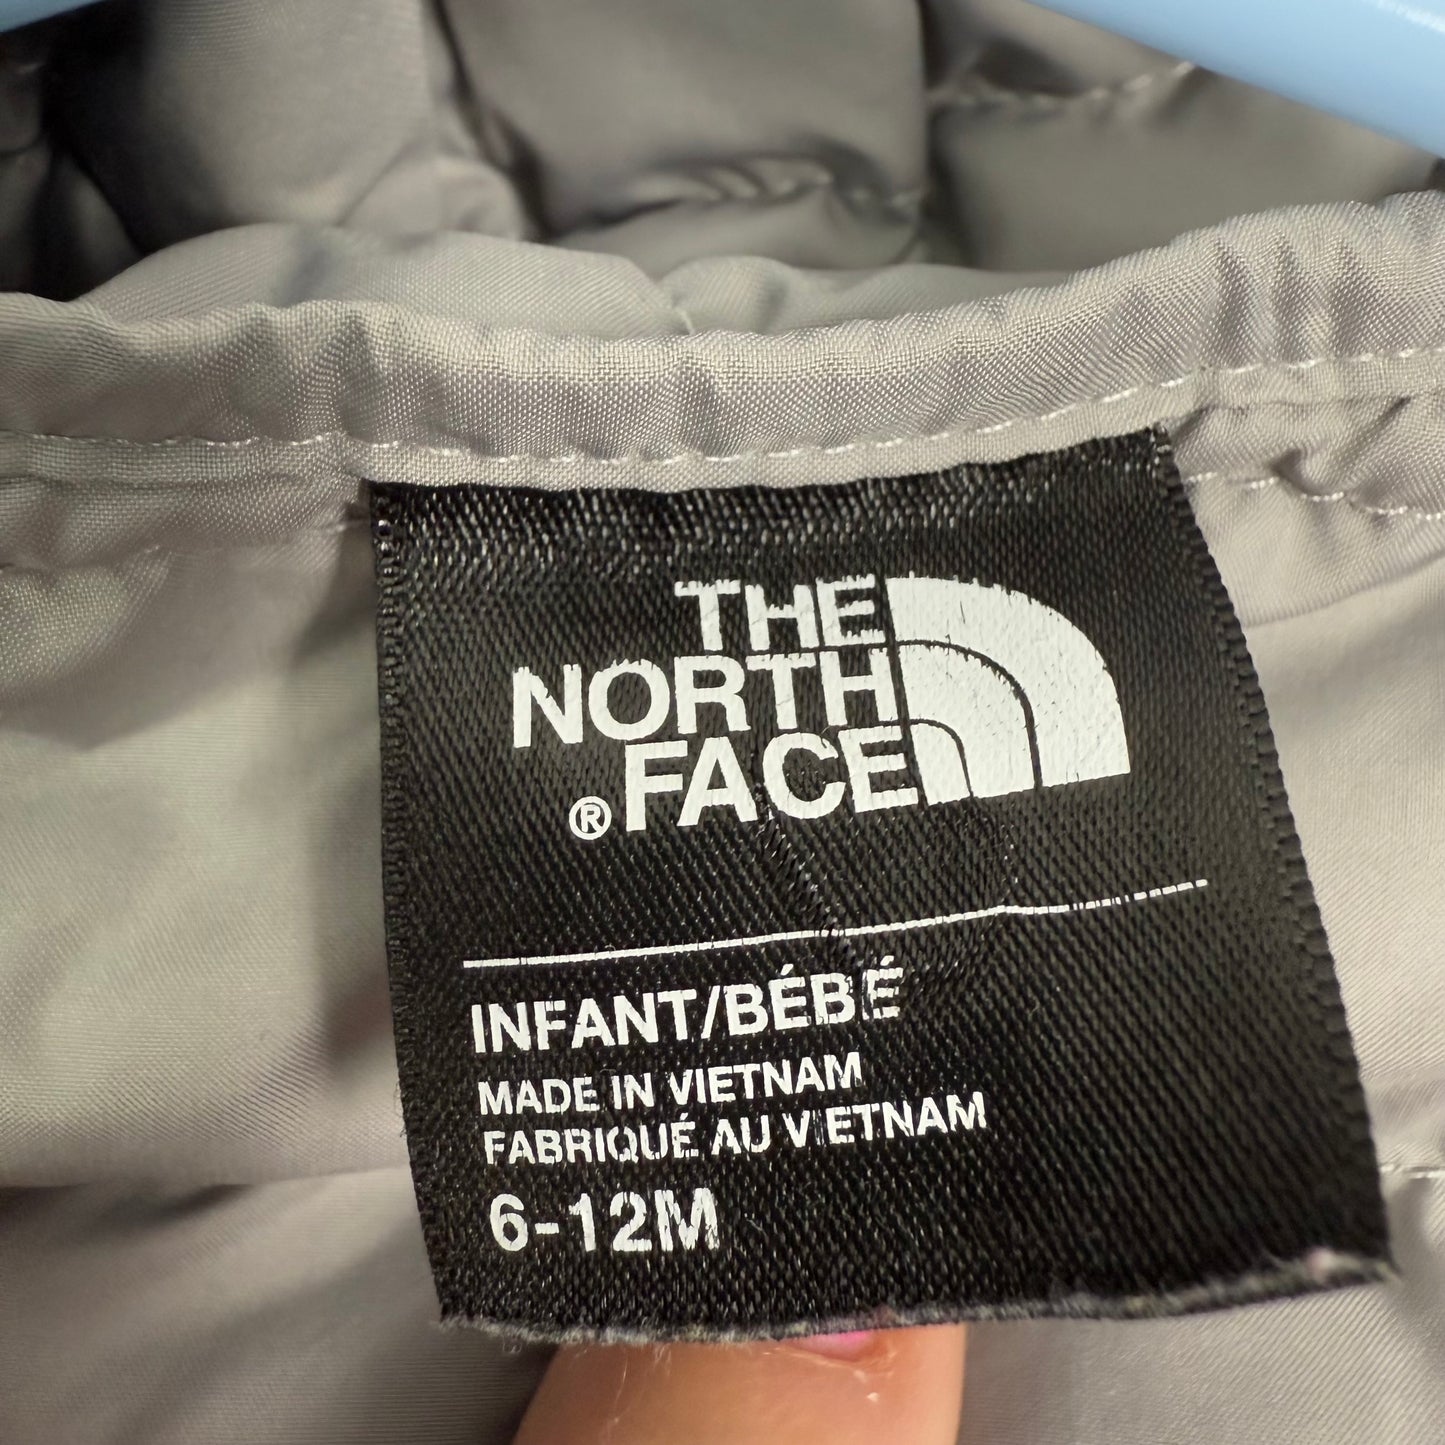 THE
NORTH
® FACE
INFANT/BÉBÉ
MADE IN VIETNAM
FABRIQUÉ AU VIETNAM
6-12M